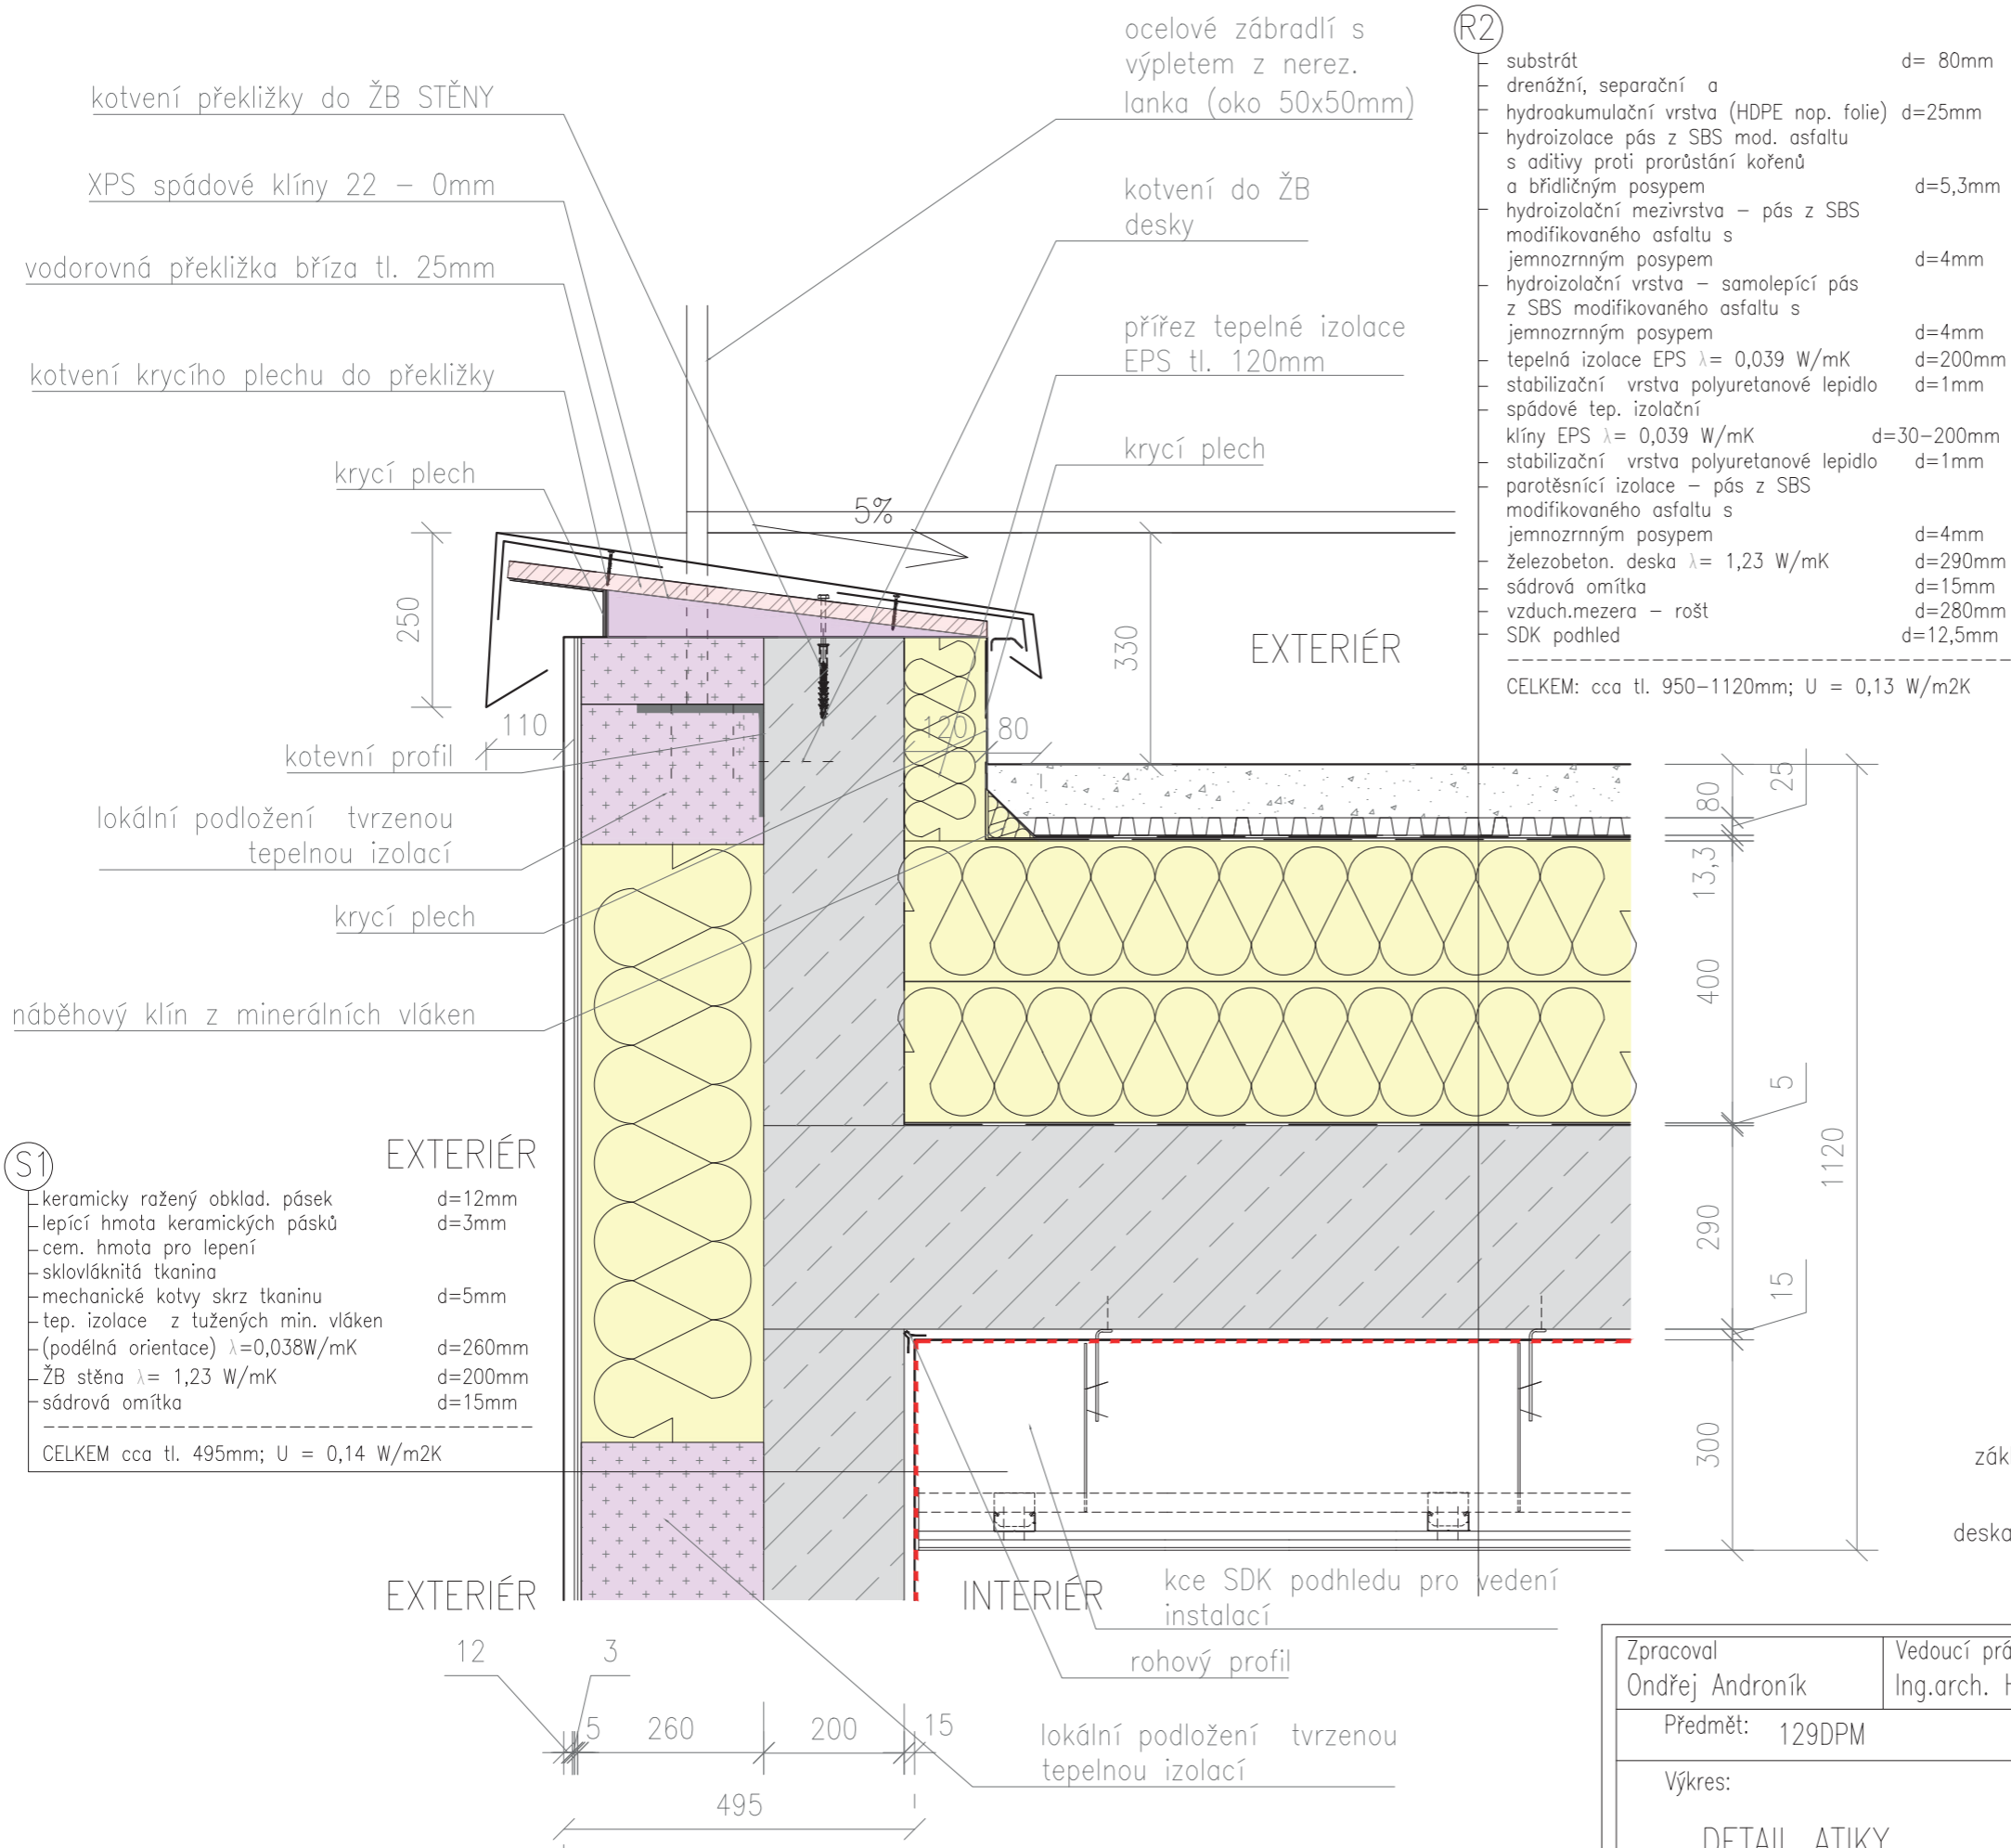 kotvení překližky do ŽB STĚNY
XPS spádové klíny 22 – 0mm
vodorovná překližka bříza tl. 25mm
kotvení krycího plechu do překližky
krycí plech
ocelové zábradlí s
výpletem z nerez.
lanka (oko 50x50mm)
kotvení do ŽB
desky
přířez tepelné izolace
EPS tl. 120mm
krycí plech
R2
substrát d= 80mm
drenážní, separační a
hydroakumulační vrstva (HDPE nop. folie) d=25mm
hydroizolace pás z SBS mod. asfaltu
s aditivy proti prorůstání kořenů
a břidličným posypem d=5,3mm
hydroizolační mezivrstva – pás z SBS
modifikovaného asfaltu s
jemnozrnným posypem d=4mm
hydroizolační vrstva – samolepící pás
z SBS modifikovaného asfaltu s
jemnozrnným posypem d=4mm
tepelná izolace EPS λ= 0,039 W/mK d=200mm
stabilizační vrstva polyuretanové lepidlo d=1mm
spádové tep. izolační
klíny EPS λ= 0,039 W/mK d=30-200mm
stabilizační vrstva polyuretanové lepidlo d=1mm
parotěsnící izolace – pás z SBS
modifikovaného asfaltu s
jemnozrnným posypem d=4mm
železobeton. deska λ= 1,23 W/mK d=290mm
sádrová omítka d=15mm
vzduch.mezera – rošt d=280mm
SDK podhled d=12,5mm
CELKEM: cca tl. 950-1120mm; U = 0,13 W/m2K
5%
250
330
EXTERIÉR
110
120
80
kotevní profil
lokální podložení tvrzenou
tepelnou izolací
krycí plech
náběhový klín z minerálních vláken
80
25
13,3
400
5
1120
290
15
300
S1
EXTERIÉR
keramicky ražený obklad. pásek d=12mm
lepící hmota keramických pásků d=3mm
cem. hmota pro lepení
sklovláknitá tkanina
mechanické kotvy skrz tkaninu d=5mm
tep. izolace z tužených min. vláken
(podélná orientace) λ=0,038W/mK d=260mm
ŽB stěna λ= 1,23 W/mK d=200mm
sádrová omítka d=15mm
CELKEM cca tl. 495mm; U = 0,14 W/m2K
zák
deska
EXTERIÉR
INTERIÉR
kce SDK podhledu pro vedení
instalací
rohový profil
lokální podložení tvrzenou
tepelnou izolací
12
3
5
260
200
15
495
Zpracoval
Ondřej Androník
Vedoucí prá
Ing.arch. H
Předmět: 129DPM
Výkres:
DETAIL ATIKY